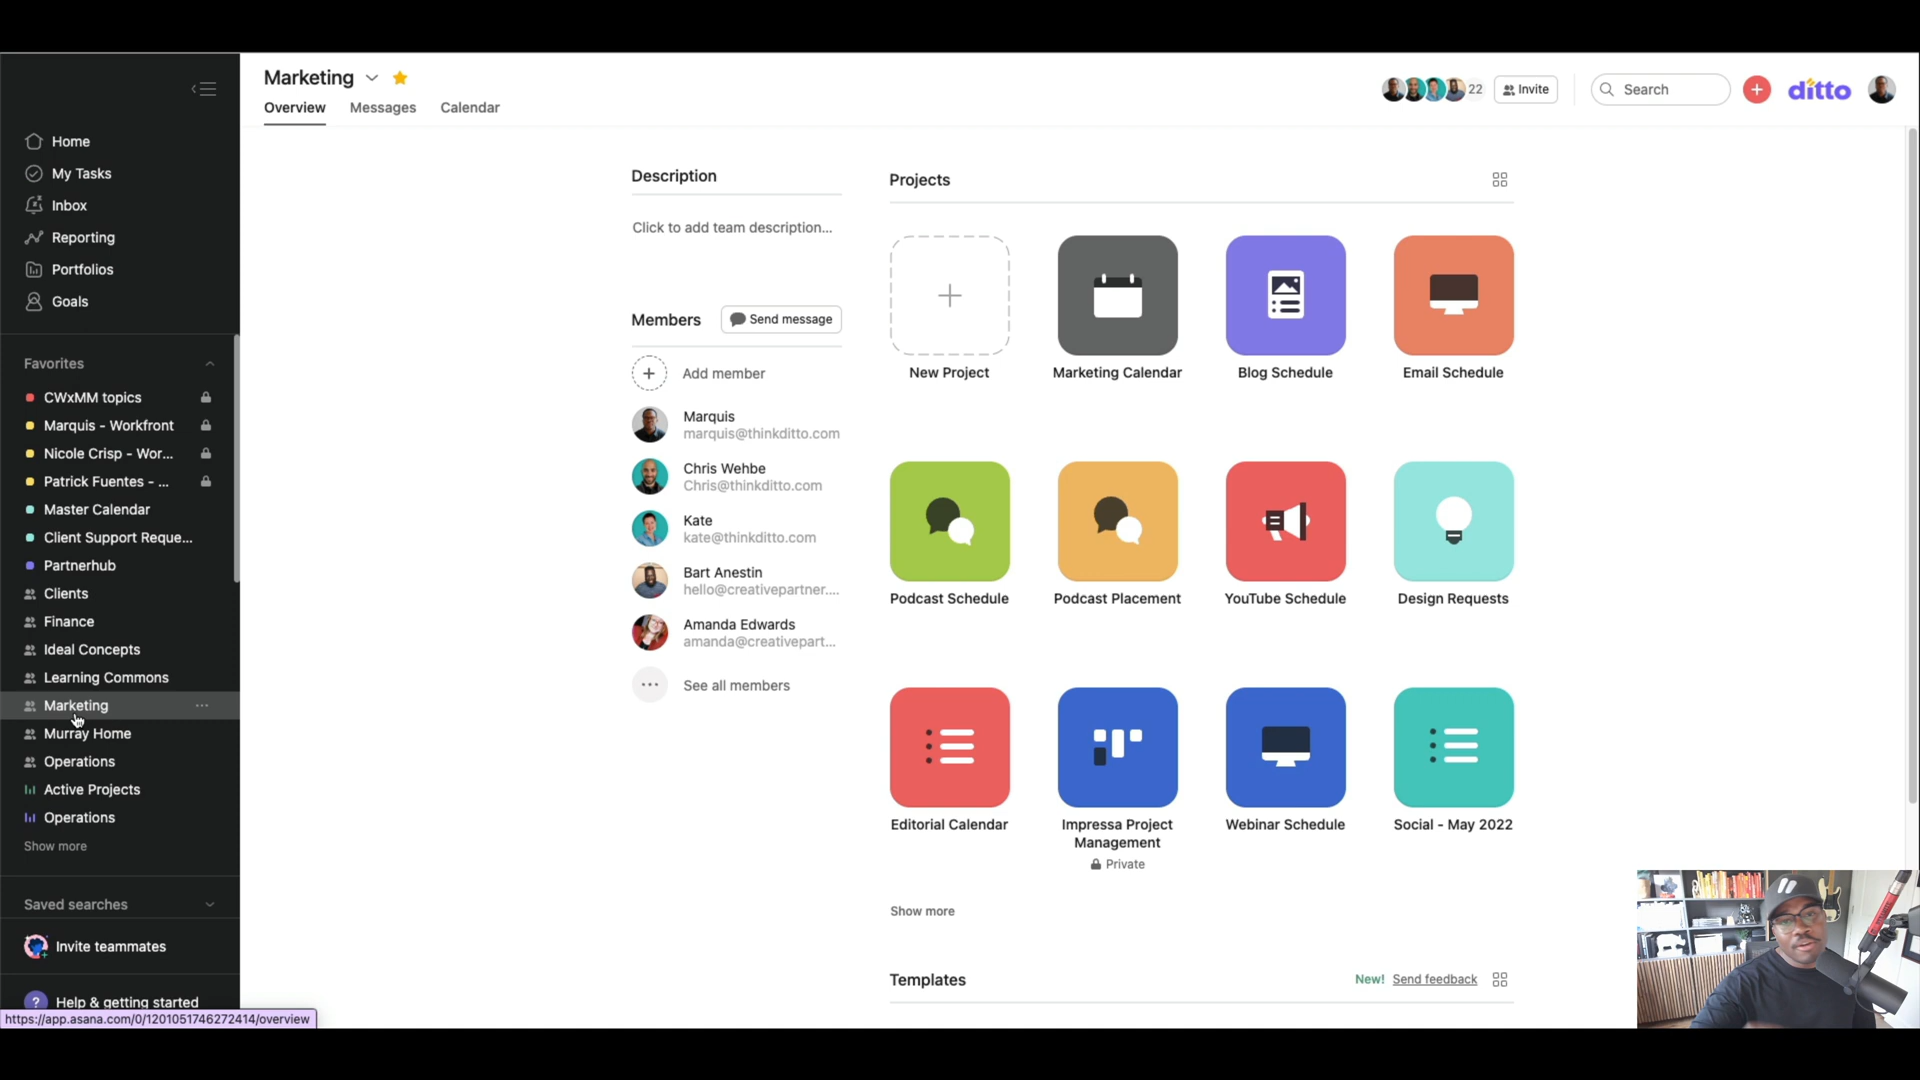 Home
My Tasks
Inbox
Reporting
Portfolios
Goals
Favorites
CWxMM topics
Marquis - Workfront
Nicole Crisp - Wor...
Patrick Fuentes - ...
Master Calendar
Client Support Reque...
Partnerhub
Clients
Finance
Ideal Concepts
Learning Commons
Marketing
Murray Home
Operations
Active Projects
Operations
Show more
Saved searches
Invite teammates
? Help & getting started
https://app.asana.com/0/1201051746272414/overview
Marketing
Overview Messages Calendar
22 Invite Search ditto
Description
Click to add team description...
Members Send message
Add member
Marquis
marquis@thinkditto.com
Chris Wehbe
Chris@thinkditto.com
Kate
kate@thinkditto.com
Bart Anestin
hello@creativepartner....
Amanda Edwards
amanda@creativepart...
See all members
Projects
New Project Marketing Calendar Blog Schedule Email Schedule
Podcast Schedule Podcast Placement YouTube Schedule Design Requests
Editorial Calendar Impressa Project Webinar Schedule Social - May 2022
Management
Private
Show more
Templates New! Send feedback